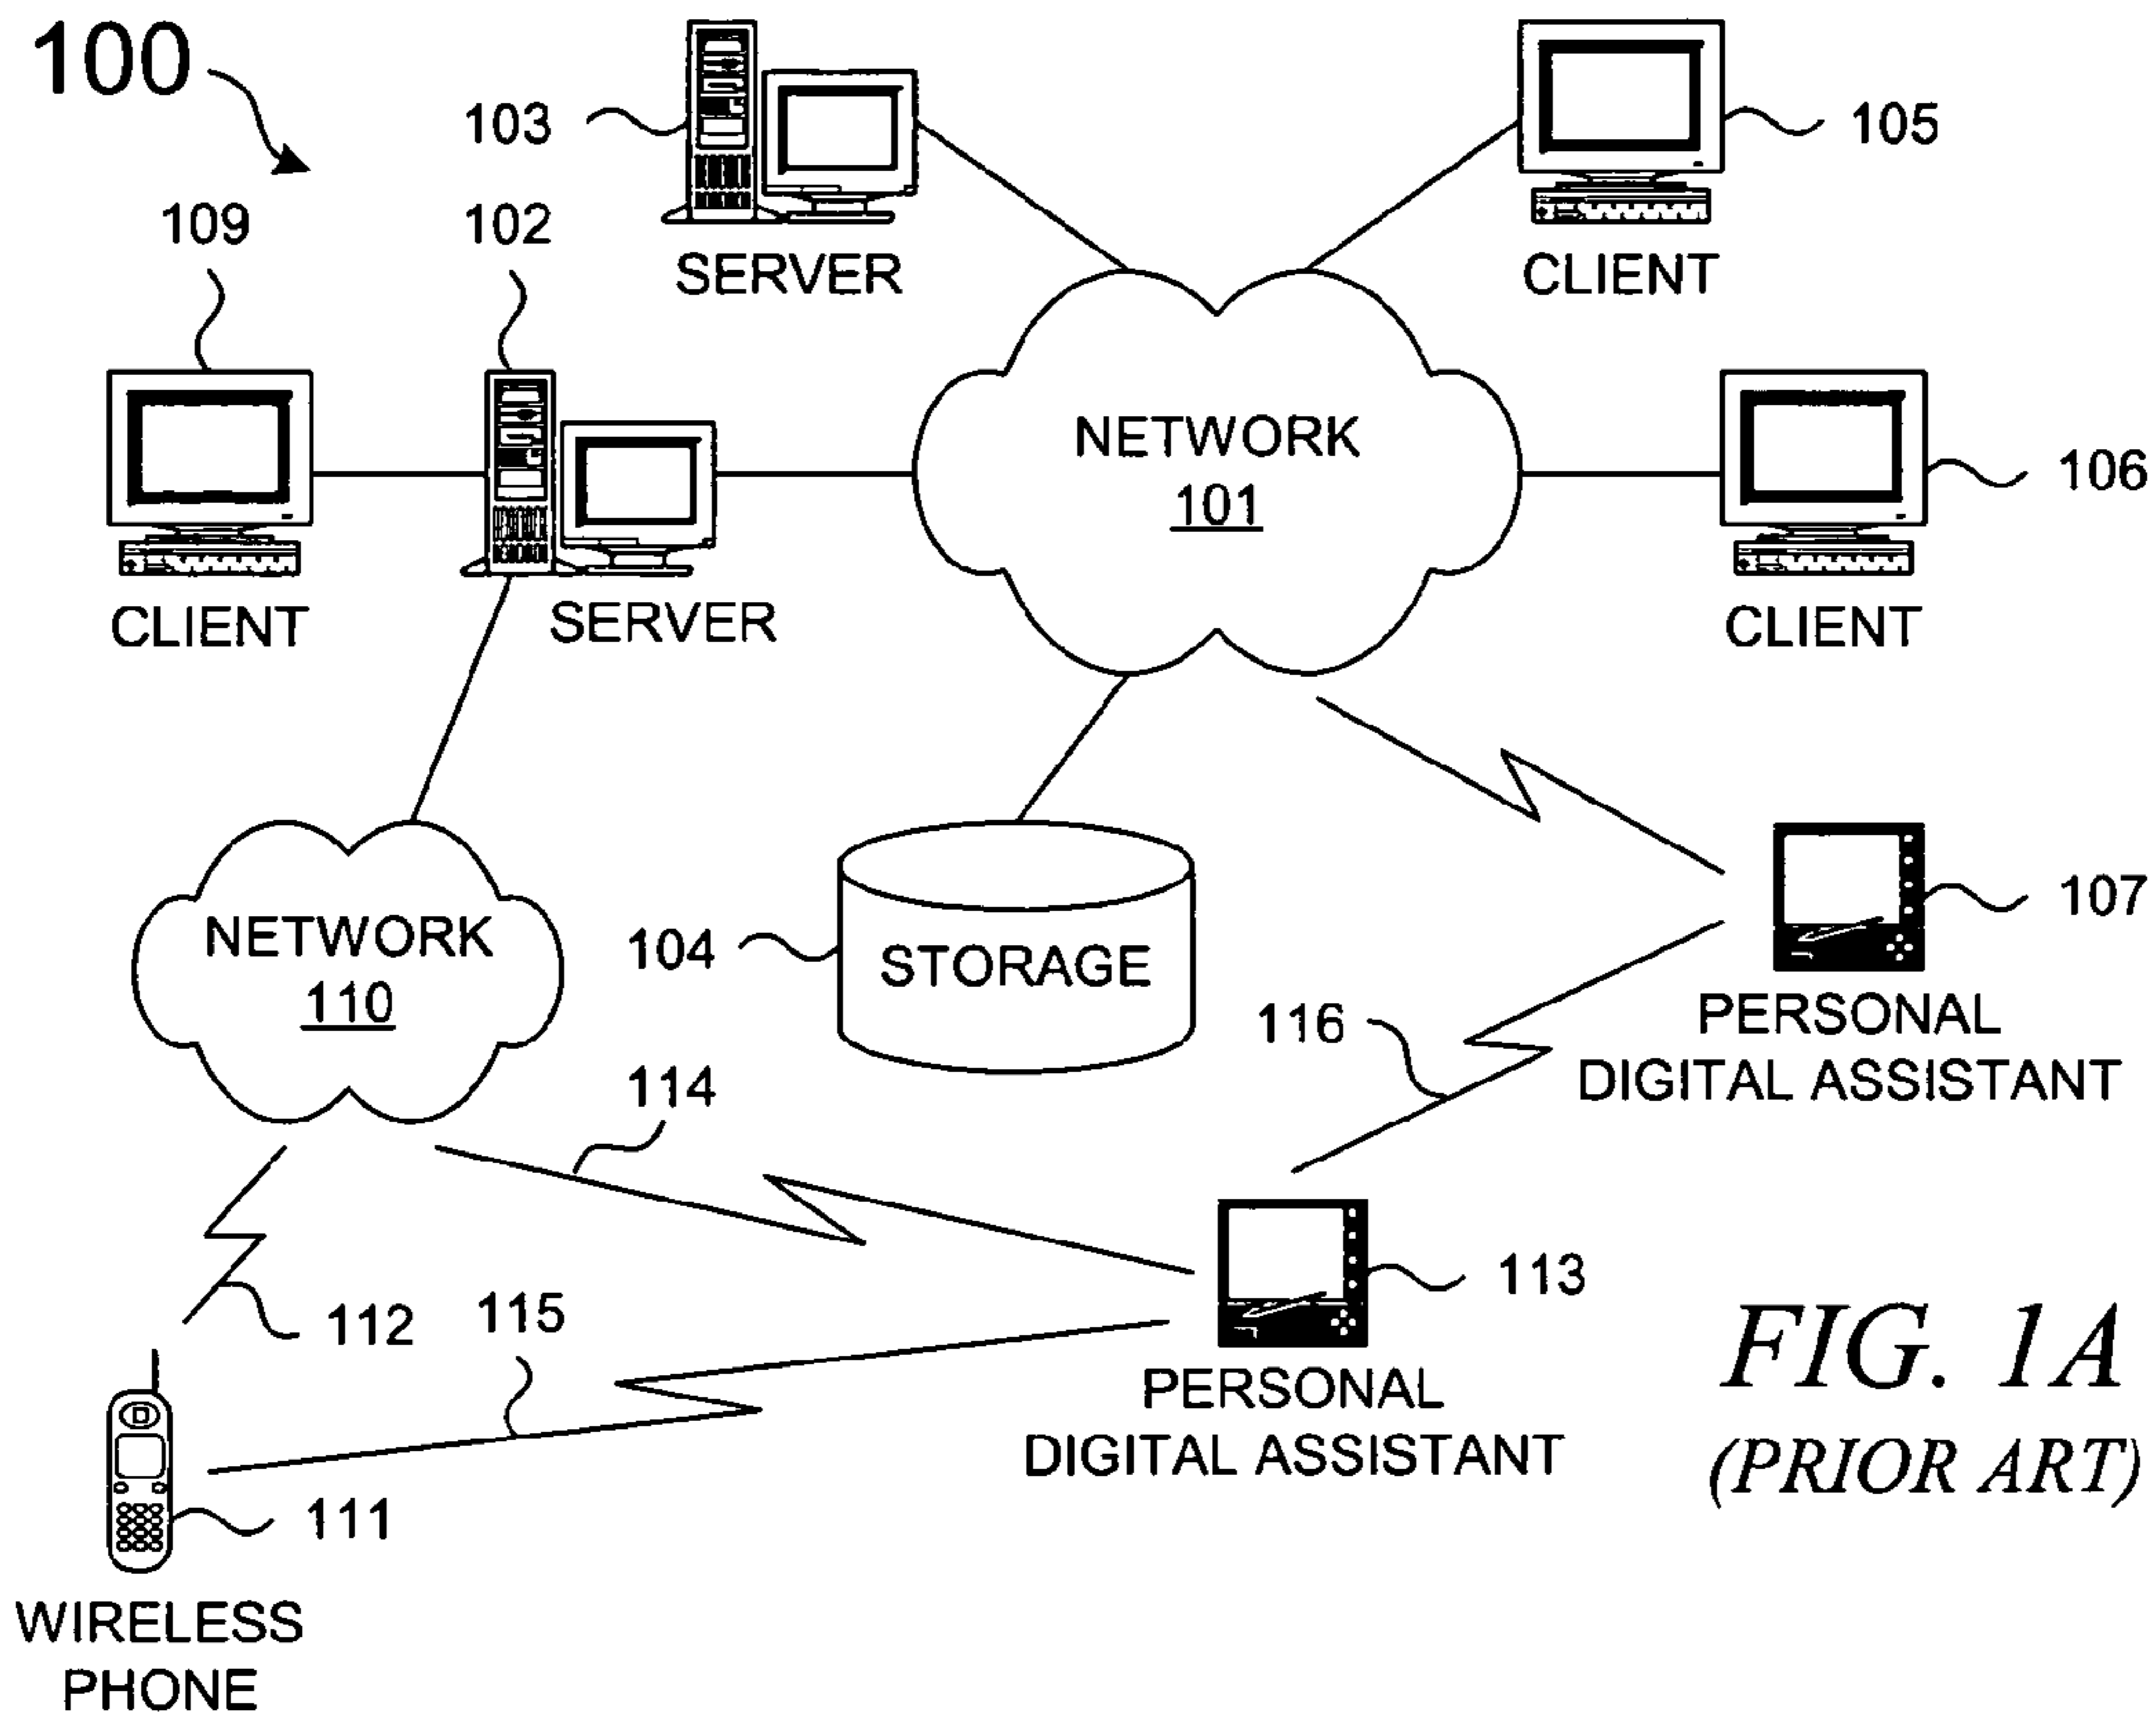 100
103
105
109
102
SERVER
CLIENT
NETWORK
101
106
CLIENT
SERVER
CLIENT
NETWORK
110
104
STORAGE
107
PERSONAL
DIGITAL ASSISTANT
116
114
113
112
115
PERSONAL
DIGITAL ASSISTANT
111
WIRELESS
PHONE
FIG. 1A
(PRIOR ART)